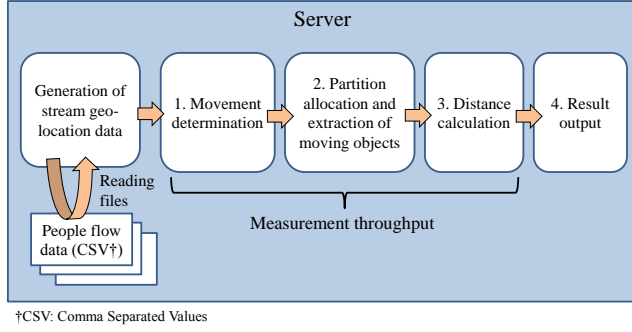 Server
Generation of
stream geo-
location data
1. Movement
determination
2. Partition
allocation and
extraction of
moving objects
3. Distance
calculation
4. Result
output
Reading
files
People flow
data (CSV†)
Measurement throughput
†CSV: Comma Separated Values